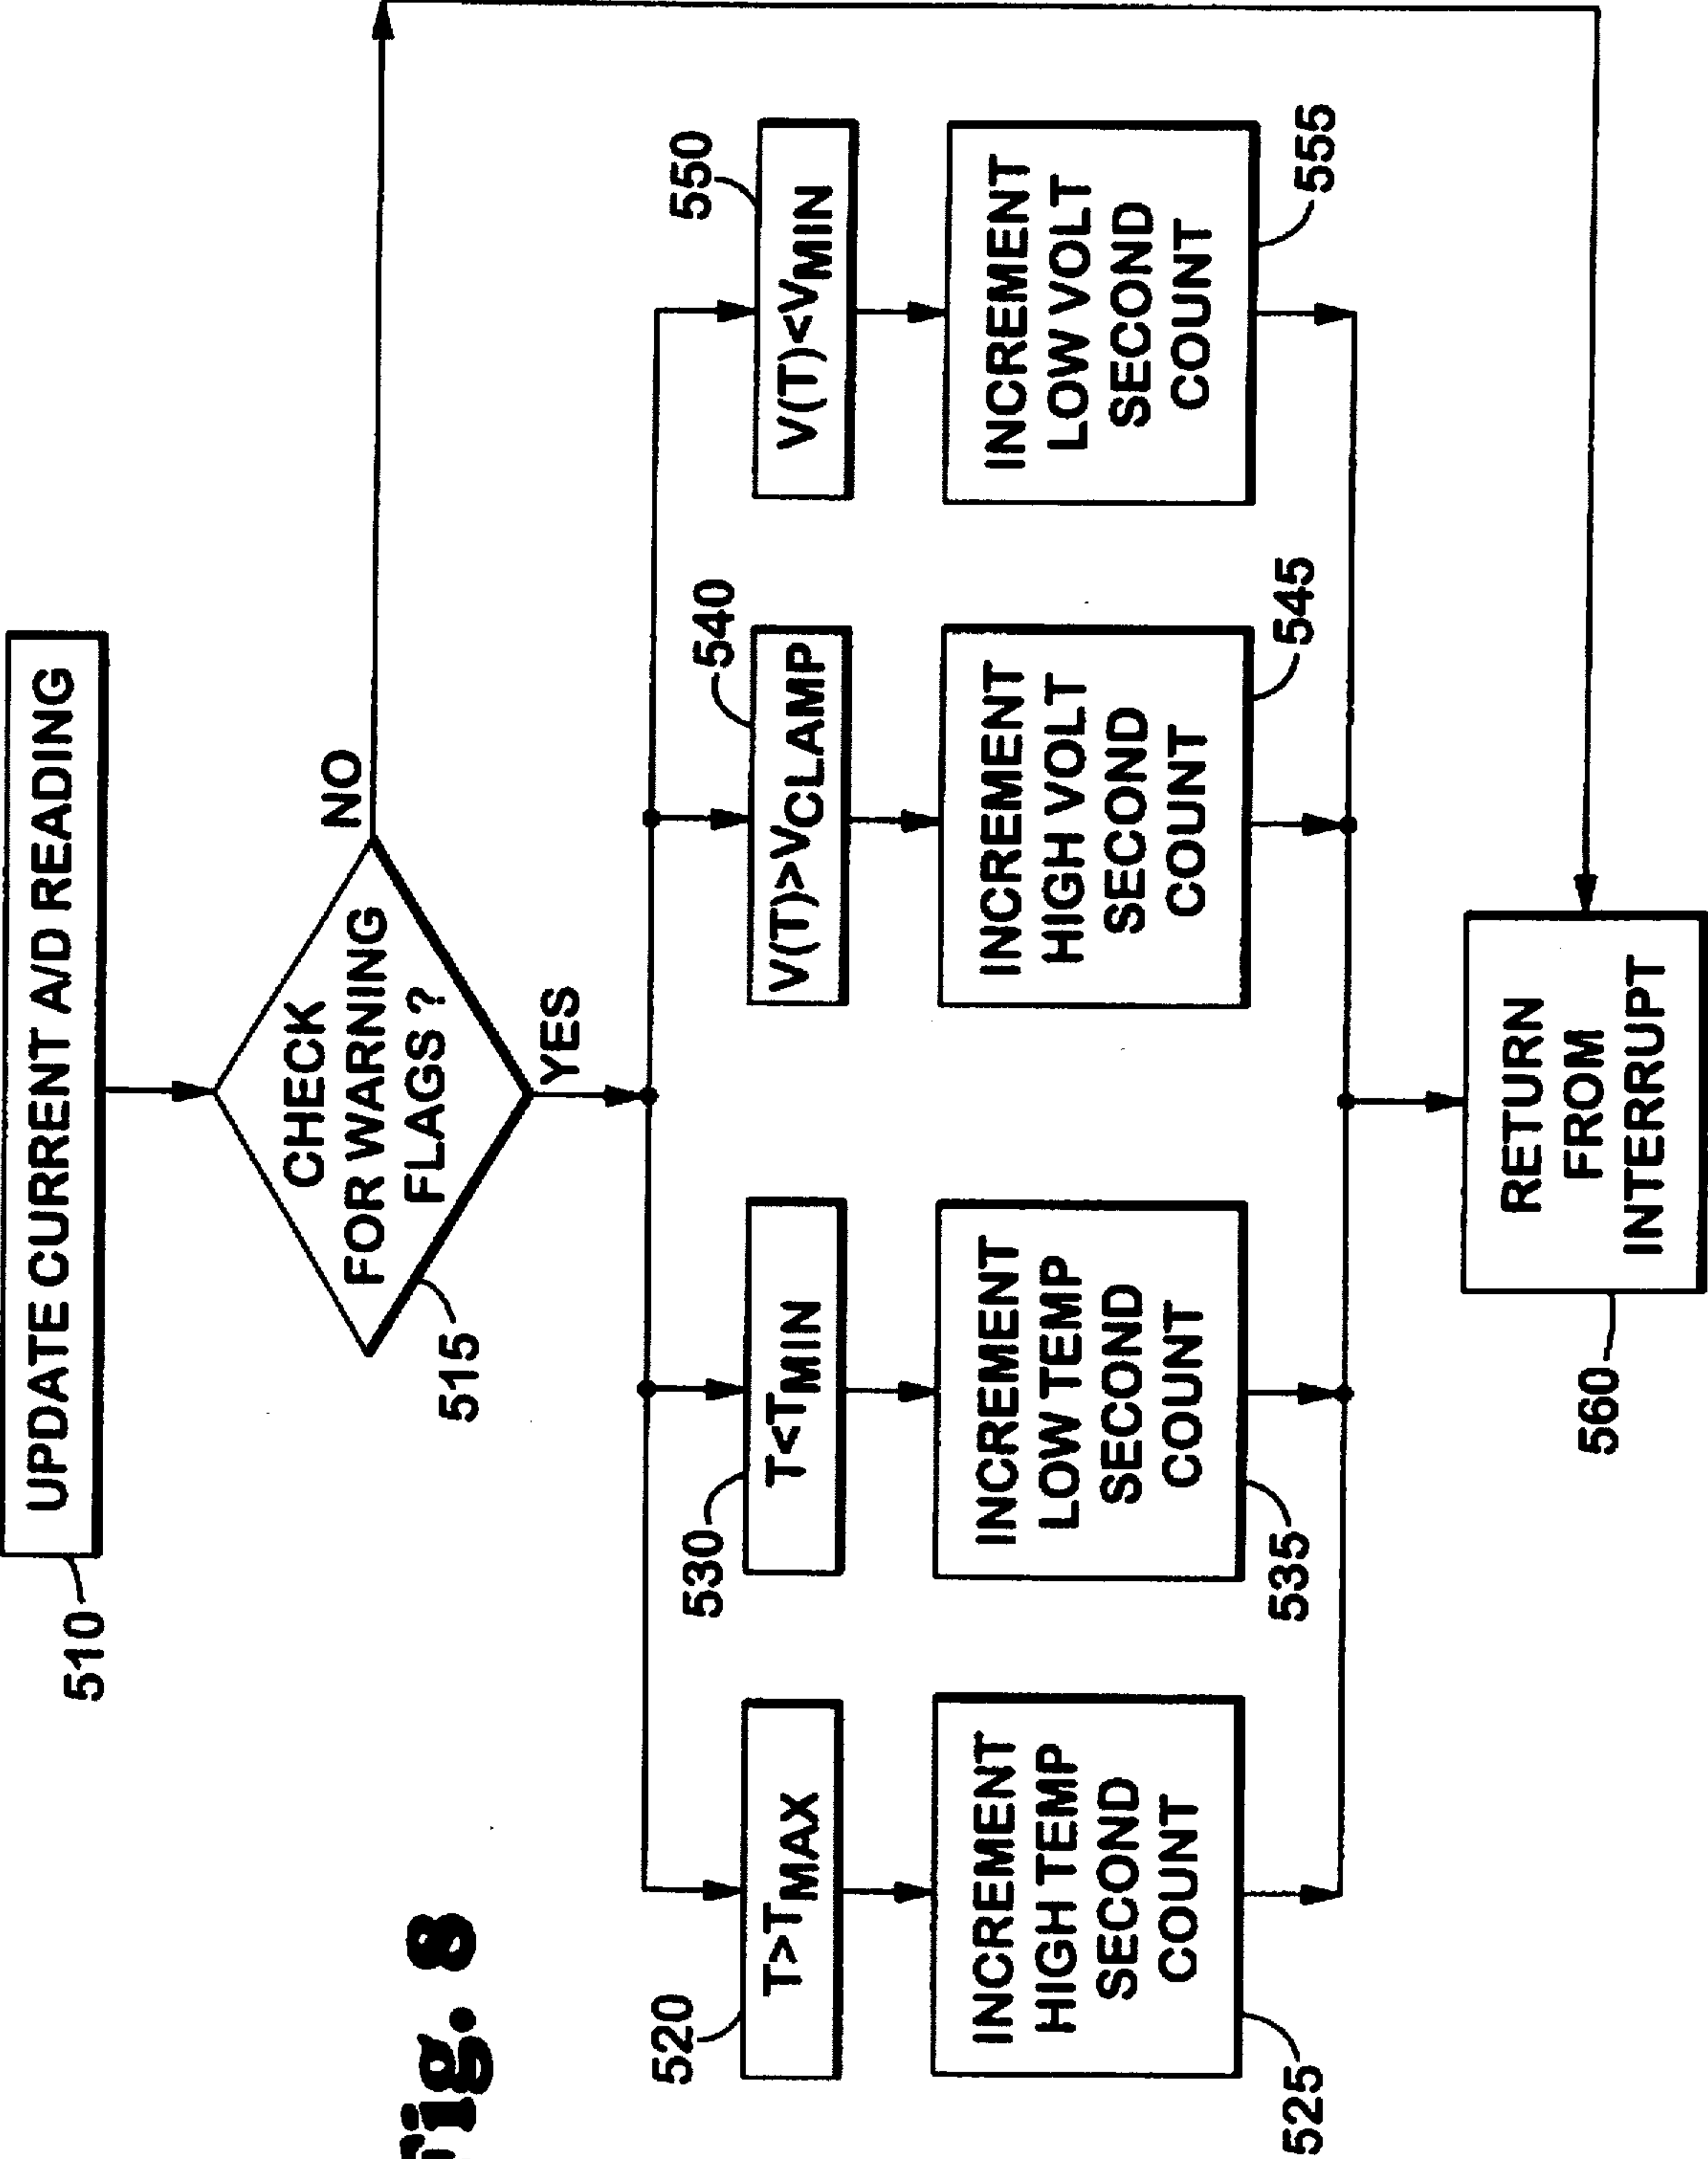 510
UPDATE CURRENT A/D READING
CHECK
FOR WARNING
FLAGS ?
515
NO
YES
520
T>TMAX
530
T<TMIN
540
V(T)>VCLAMP
550
V(T)<VMIN
INCREMENT
HIGH TEMP
SECOND
COUNT
525
INCREMENT
LOW TEMP
SECOND
COUNT
535
INCREMENT
HIGH VOLT
SECOND
COUNT
545
INCREMENT
LOW VOLT
SECOND
COUNT
555
RETURN
FROM
INTERRUPT
560
Fig. 8